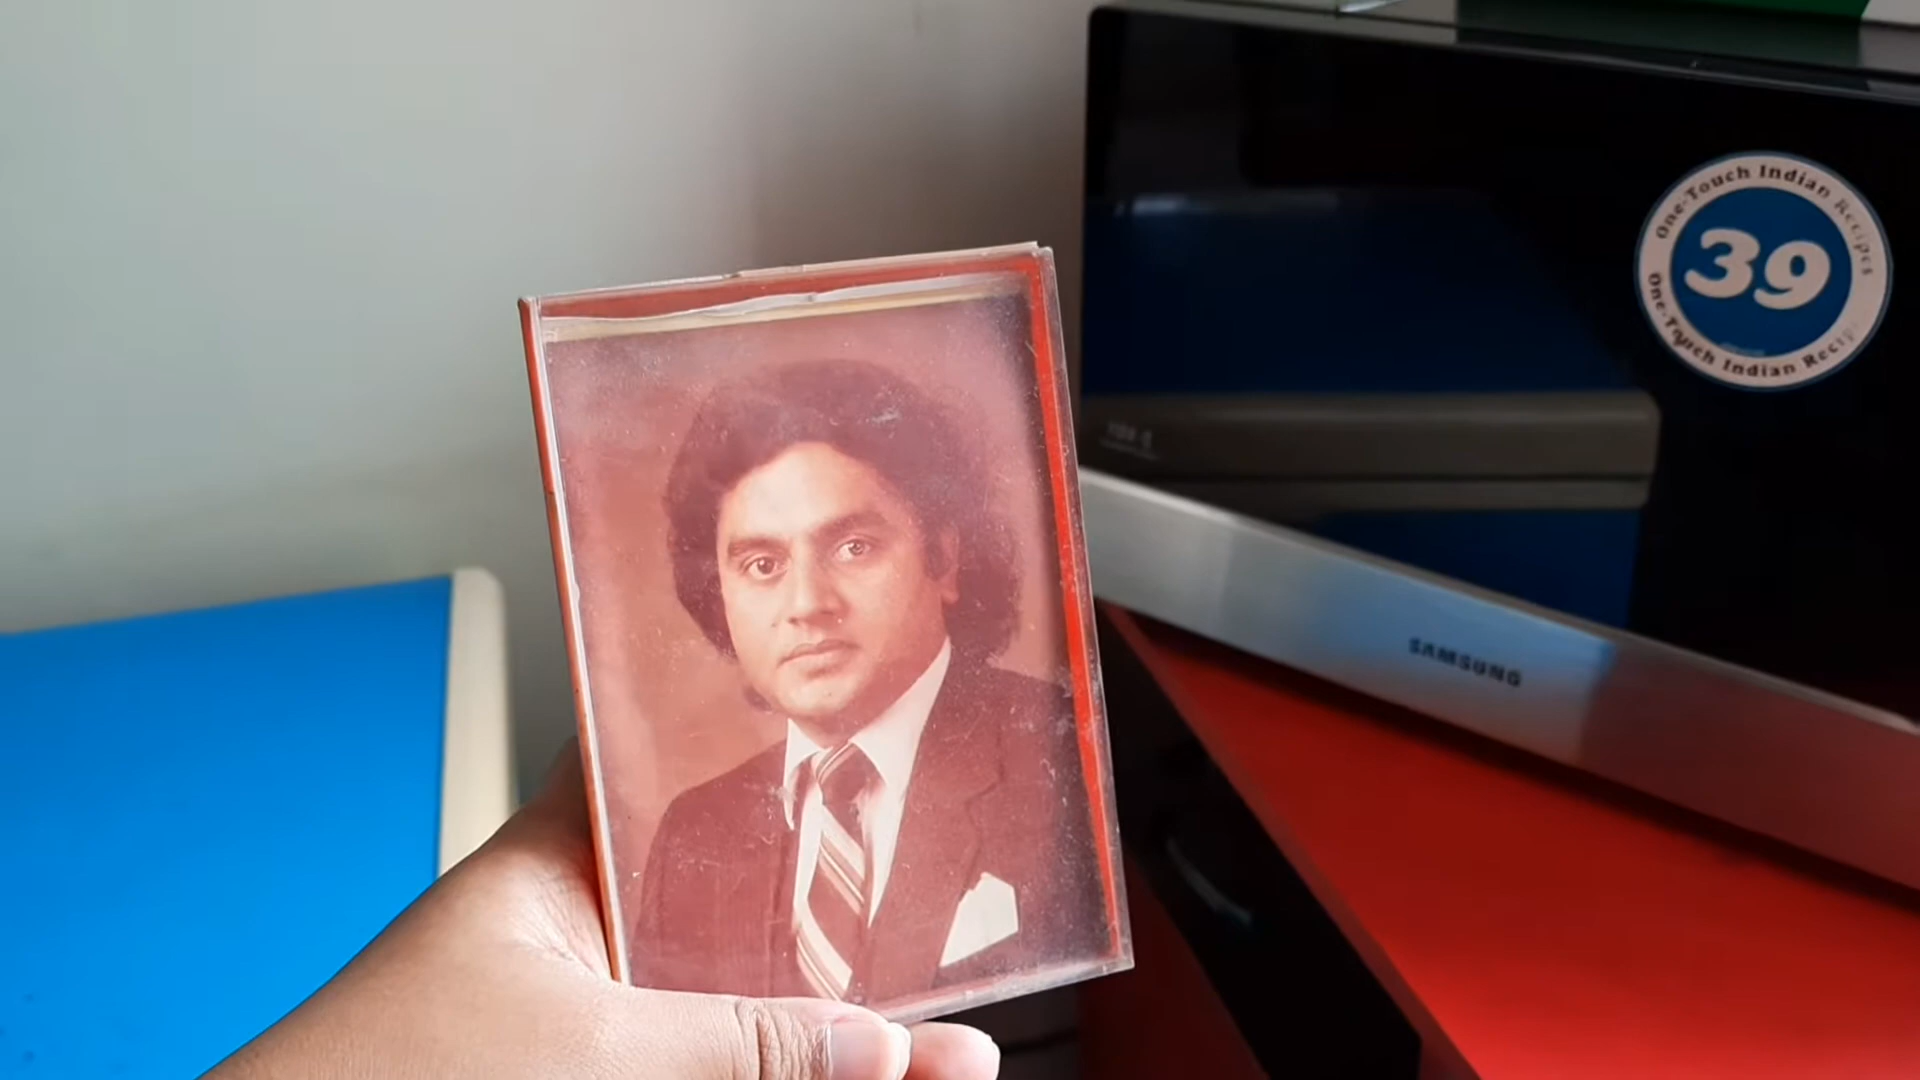 One-Touch Indian Recipes
39
One-Touch Indian Recip
SAMSUNG